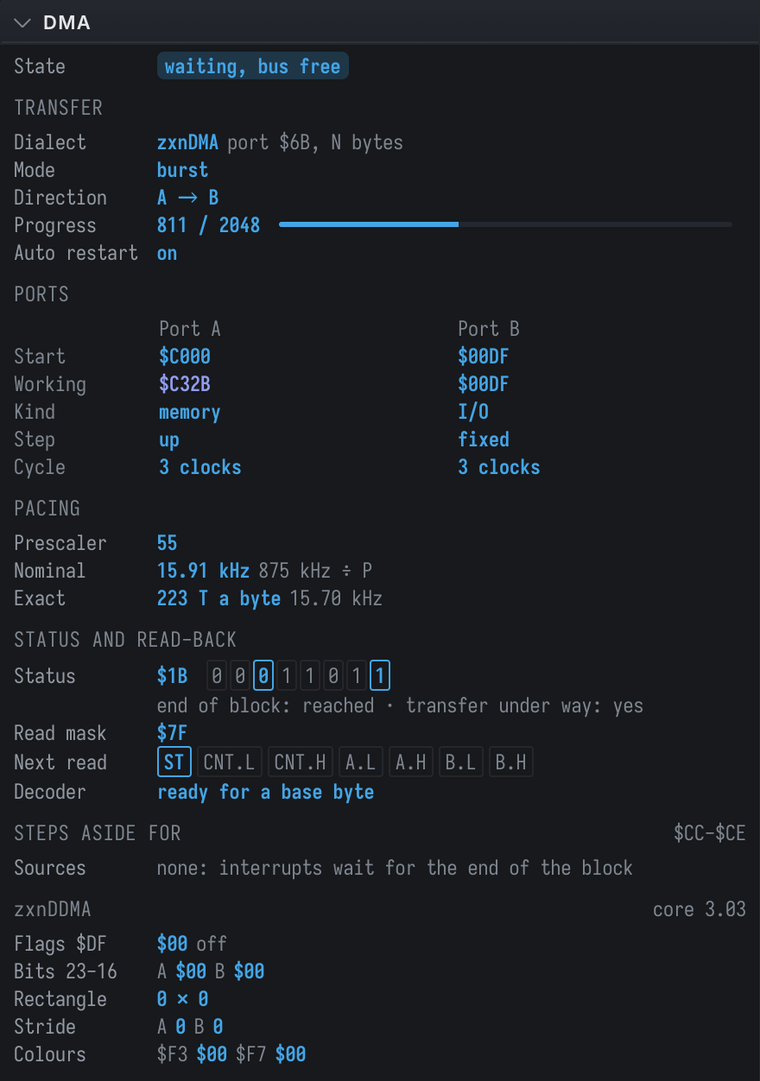 DMA
State waiting, bus free
TRANSFER
Dialect zxnDMA port $6B, N bytes
Mode burst
Direction A → B
Progress 811 / 2048
Auto restart on
PORTS
Port A Port B
Start $C000 $00DF
Working $C32B $00DF
Kind memory I/O
Step up fixed
Cycle 3 clocks 3 clocks
PACING
Prescaler 55
Nominal 15.91 kHz 875 kHz ÷ P
Exact 223 T a byte 15.70 kHz
STATUS AND READ-BACK
Status $1B 0 0 0 1 1 0 1 1
end of block: reached · transfer under way: yes
Read mask $7F
Next read ST CNT.L CNT.H A.L A.H B.L B.H
Decoder ready for a base byte
STEPS ASIDE FOR $CC-$CE
Sources none: interrupts wait for the end of the block
zxnDDMA core 3.03
Flags $DF $00 off
Bits 23-16 A $00 B $00
Rectangle 0 × 0
Stride A 0 B 0
Colours $F3 $00 $F7 $00